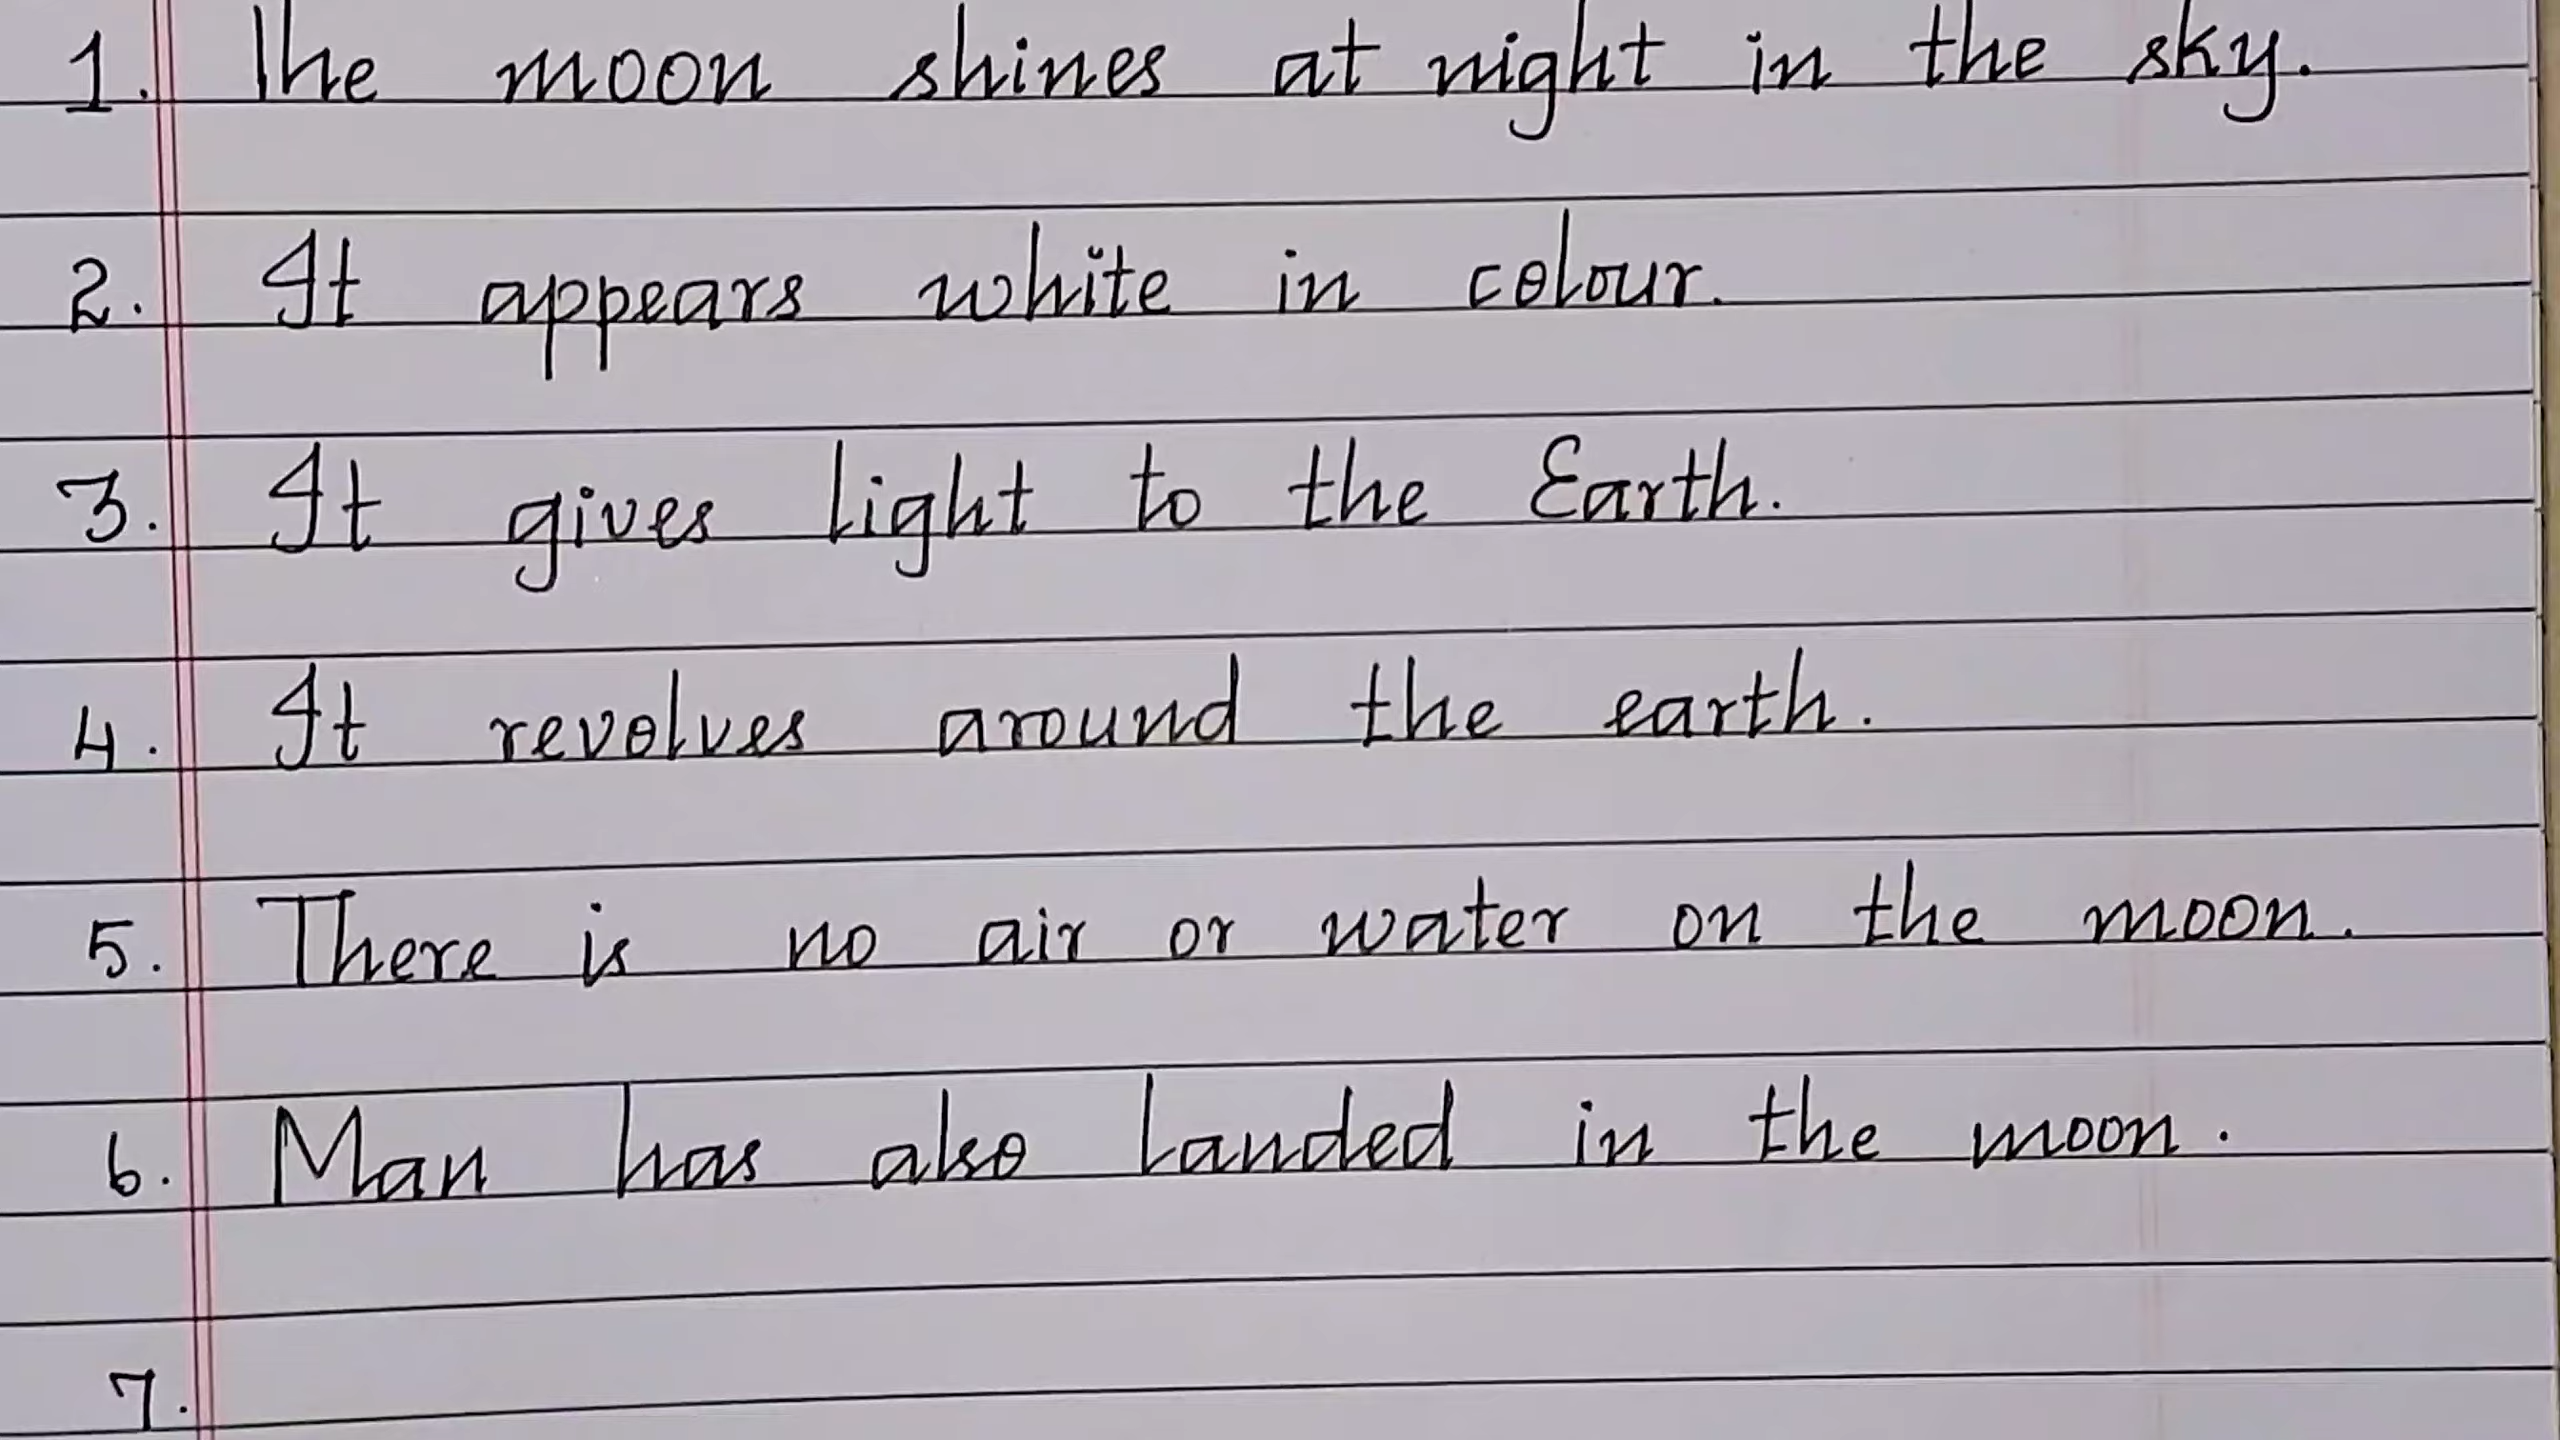 1. The moon shines at night in the sky.
2. It appears white in colour.
3. It gives light to the Earth.
4. It revolves around the earth.
5. There is no air or water on the moon.
6. Man has also landed in the moon.
7.